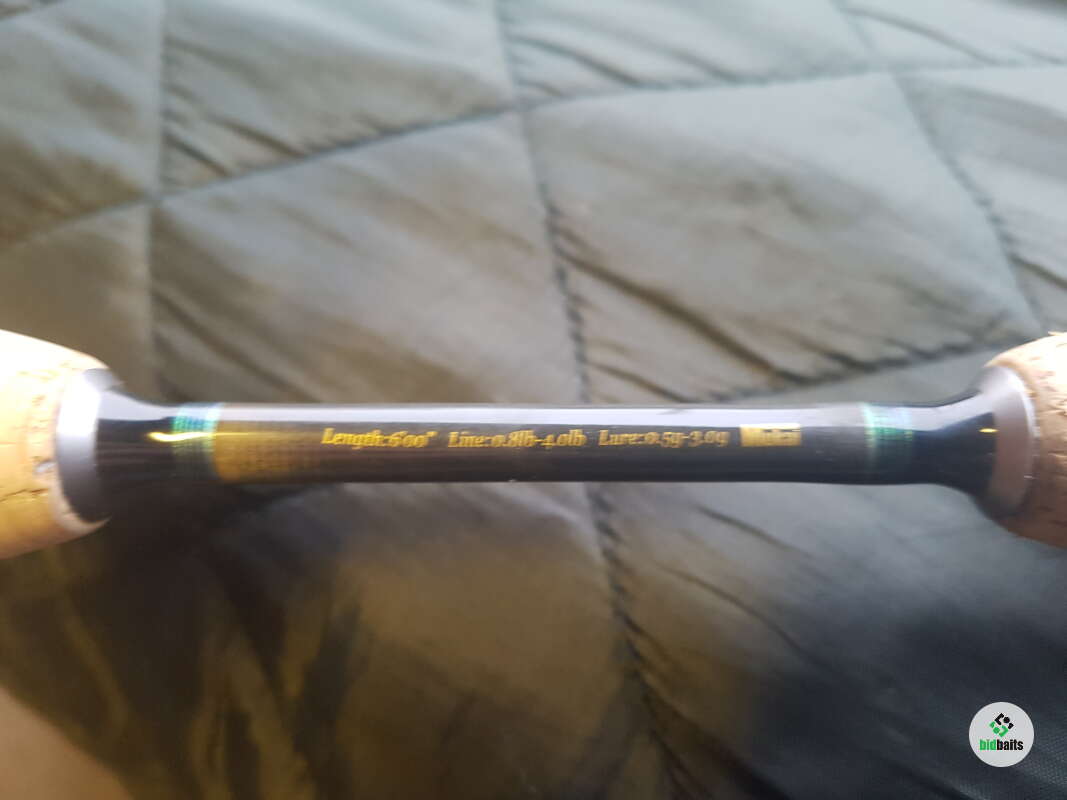 Length:6'00" Line:0.8lb-4.0lb Lure:0.5g-3.0g Mukai
bidbaits